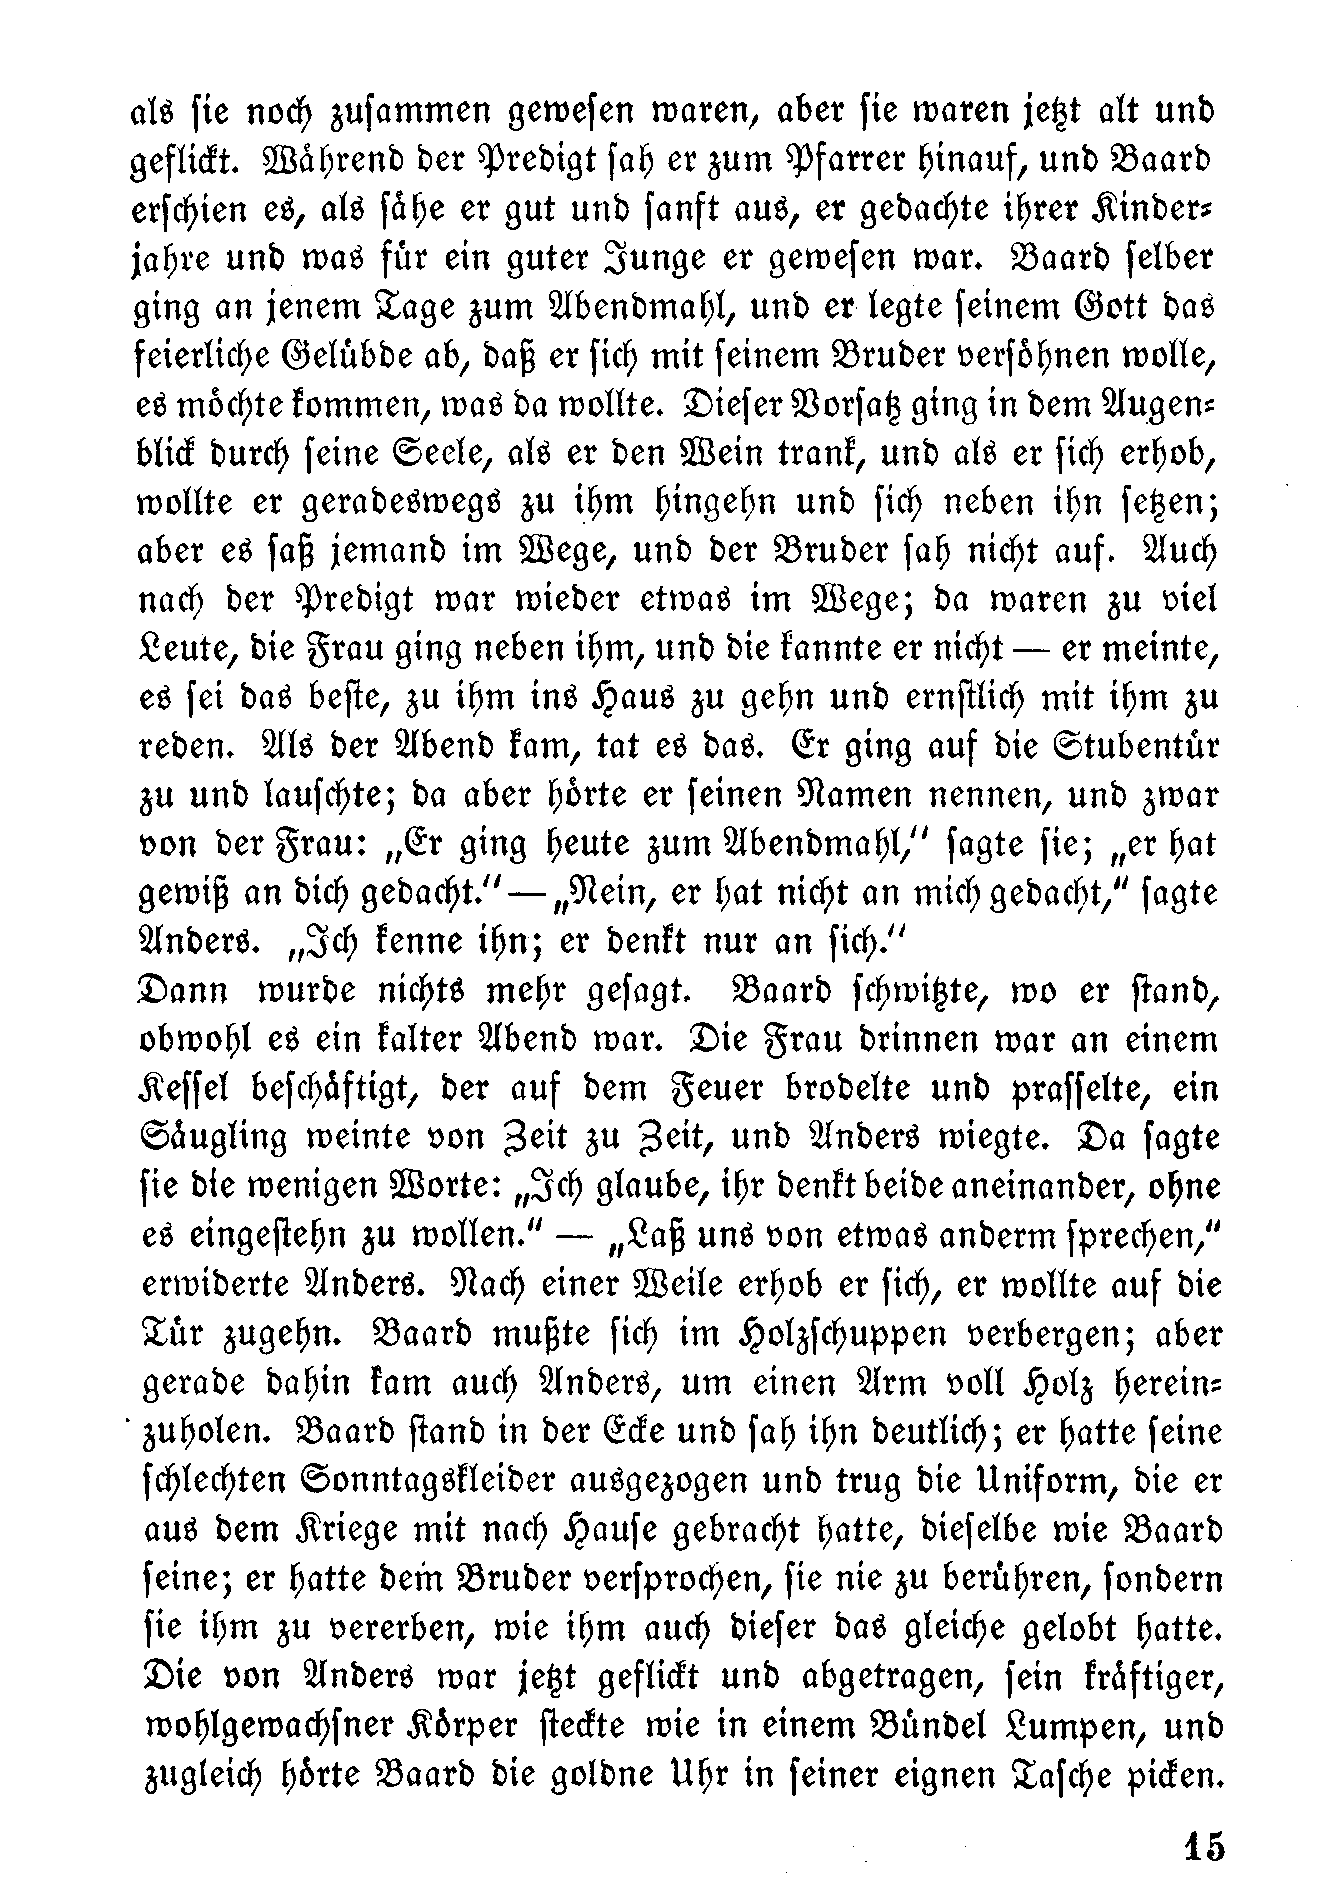 als sie noch zusammen gewesen waren, aber sie waren jetzt alt und
geflickt. Während der Predigt sah er zum Pfarrer hinauf, und Baard
erschien es, als sähe er gut und sanft aus, er gedachte ihrer Kinder-
jahre und was für ein guter Junge er gewesen war. Baard selber
ging an jenem Tage zum Abendmahl, und er legte seinem Gott das
feierliche Gelübde ab, daß er sich mit seinem Bruder versöhnen wolle,
es möchte kommen, was da wollte. Dieser Vorsatz ging in dem Augen-
blick durch seine Seele, als er den Wein trank, und als er sich erhob,
wollte er geradeswegs zu ihm hingehn und sich neben ihn setzen;
aber es saß jemand im Wege, und der Bruder sah nicht auf. Auch
nach der Predigt war wieder etwas im Wege; da waren zu viel
Leute, die Frau ging neben ihm, und die kannte er nicht — er meinte,
es sei das beste, zu ihm ins Haus zu gehn und ernstlich mit ihm zu
reden. Als der Abend kam, tat es das. Er ging auf die Stubentür
zu und lauschte; da aber hörte er seinen Namen nennen, und zwar
von der Frau: „Er ging heute zum Abendmahl,“ sagte sie; „er hat
gewiß an dich gedacht.“ — „Nein, er hat nicht an mich gedacht,“ sagte
Anders. „Ich kenne ihn; er denkt nur an sich.“
Dann wurde nichts mehr gesagt. Baard schwitzte, wo er stand,
obwohl es ein kalter Abend war. Die Frau drinnen war an einem
Kessel beschäftigt, der auf dem Feuer brodelte und prasselte, ein
Säugling weinte von Zeit zu Zeit, und Anders wiegte. Da sagte
sie die wenigen Worte: „Ich glaube, ihr denkt beide aneinander, ohne
es eingestehn zu wollen.“ — „Laß uns von etwas anderm sprechen,“
erwiderte Anders. Nach einer Weile erhob er sich, er wollte auf die
Tür zugehn. Baard mußte sich im Holzschuppen verbergen; aber
gerade dahin kam auch Anders, um einen Arm voll Holz herein-
zuholen. Baard stand in der Ecke und sah ihn deutlich; er hatte seine
schlechten Sonntagskleider ausgezogen und trug die Uniform, die er
aus dem Kriege mit nach Hause gebracht hatte, dieselbe wie Baard
seine; er hatte dem Bruder versprochen, sie nie zu berühren, sondern
sie ihm zu vererben, wie ihm auch dieser das gleiche gelobt hatte.
Die von Anders war jetzt geflickt und abgetragen, sein kräftiger,
wohlgewachsner Körper steckte wie in einem Bündel Lumpen, und
zugleich hörte Baard die goldne Uhr in seiner eignen Tasche picken.
15